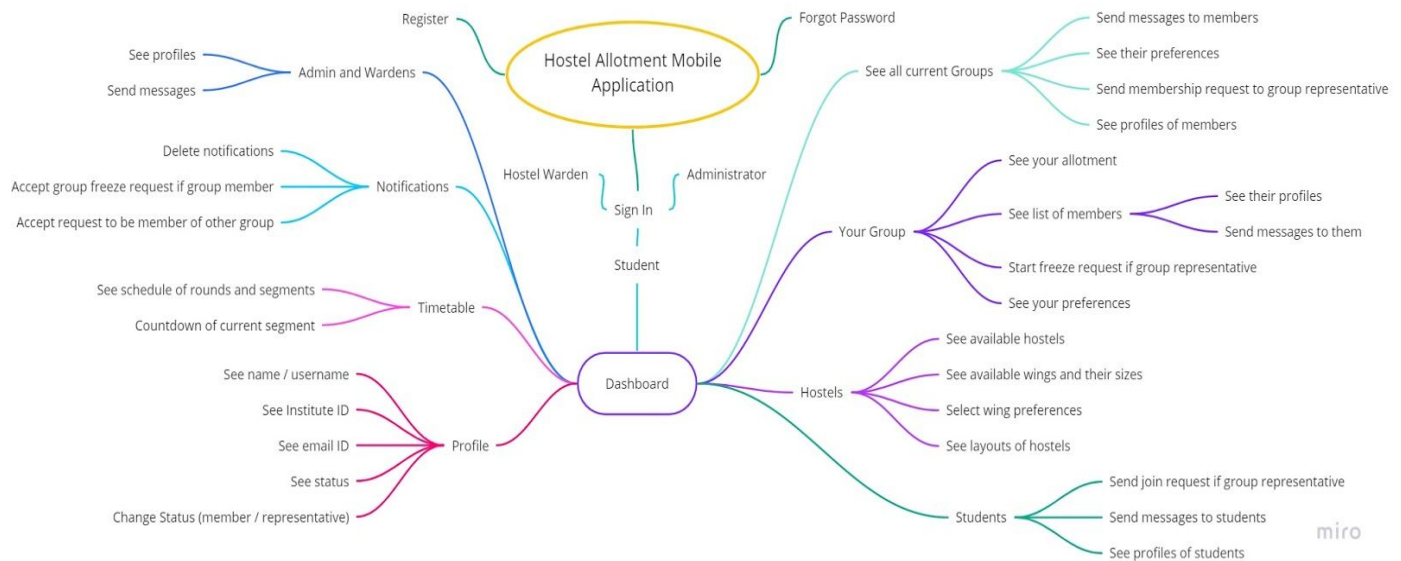 Hostel Allotment Mobile
Application
Register
Forgot Password
Hostel Warden
Administrator
Sign In
Student
Dashboard
Admin and Wardens
See profiles
Send messages
Notifications
Delete notifications
Accept group freeze request if group member
Accept request to be member of other group
Timetable
See schedule of rounds and segments
Countdown of current segment
Profile
See name / username
See Institute ID
See email ID
See status
Change Status (member / representative)
See all current Groups
Send messages to members
See their preferences
Send membership request to group representative
See profiles of members
Your Group
See your allotment
See list of members
See their profiles
Send messages to them
Start freeze request if group representative
See your preferences
Hostels
See available hostels
See available wings and their sizes
Select wing preferences
See layouts of hostels
Students
Send join request if group representative
Send messages to students
See profiles of students
miro